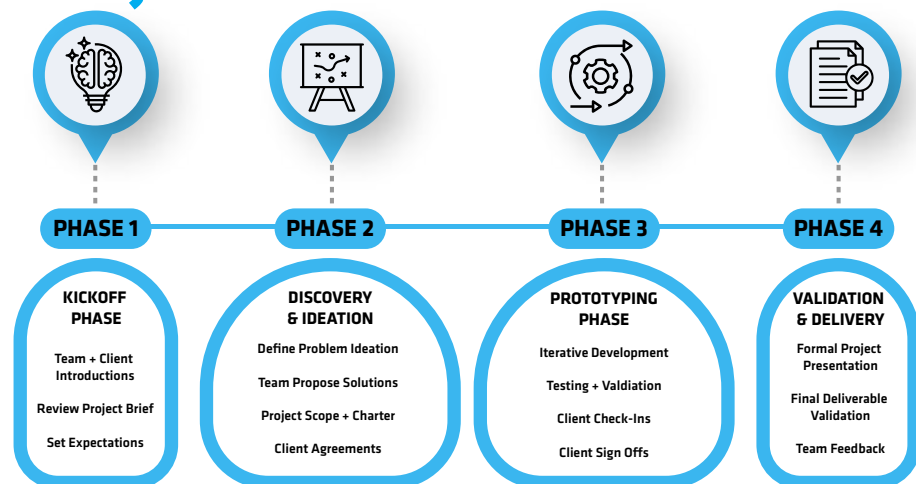 PHASE 1
PHASE 2
PHASE 3
PHASE 4
KICKOFF
PHASE
Team + Client
Introductions
Review Project Brief
Set Expectations
DISCOVERY
& IDEATION
Define Problem Ideation
Team Propose Solutions
Project Scope + Charter
Client Agreements
PROTOTYPING
PHASE
Iterative Development
Testing + Valdiation
Client Check-Ins
Client Sign Offs
VALIDATION
& DELIVERY
Formal Project
Presentation
Final Deliverable
Validation
Team Feedback